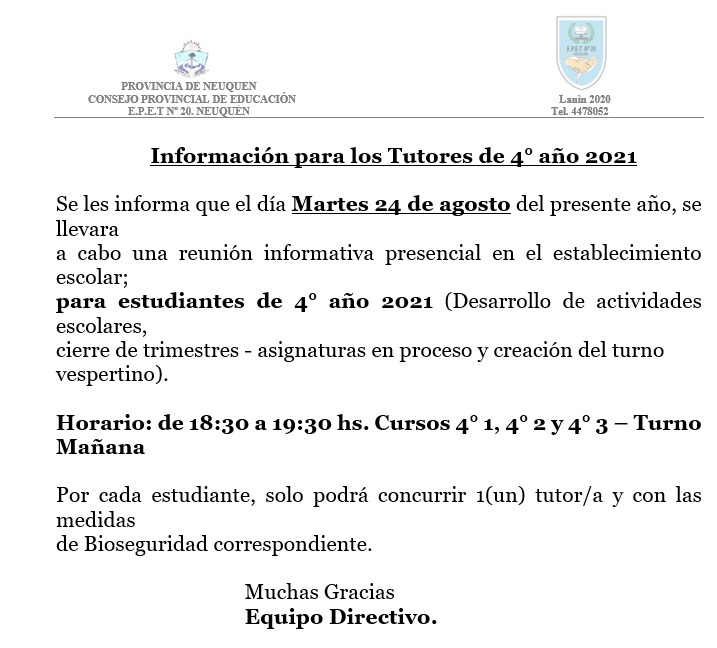 PROVINCIA DE NEUQUEN
CONSEJO PROVINCIAL DE EDUCACIÓN
E.P.E.T Nº 20. NEUQUÉN
E.P.E.T. Nº 20
Lanin 2020
Tel. 4478052
Información para los Tutores de 4° año 2021
Se les informa que el día Martes 24 de agosto del presente año, se
llevara
a cabo una reunión informativa presencial en el establecimiento
escolar;
para estudiantes de 4° año 2021 (Desarrollo de actividades
escolares,
cierre de trimestres - asignaturas en proceso y creación del turno
vespertino).
Horario: de 18:30 a 19:30 hs. Cursos 4° 1, 4° 2 y 4° 3 – Turno
Mañana
Por cada estudiante, solo podrá concurrir 1(un) tutor/a y con las
medidas
de Bioseguridad correspondiente.
Muchas Gracias
Equipo Directivo.